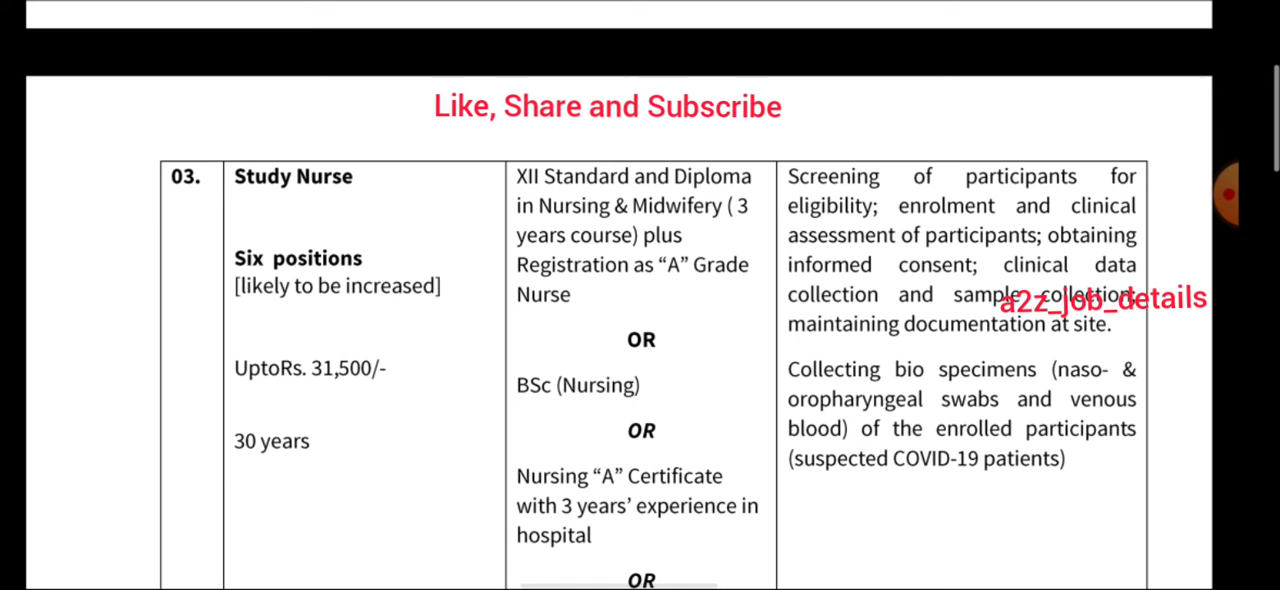 Like, Share and Subscribe
03.
Study Nurse
Six positions
[likely to be increased]
UptoRs. 31,500/-
30 years
XII Standard and Diploma
in Nursing & Midwifery ( 3
years course) plus
Registration as “A” Grade
Nurse
OR
BSc (Nursing)
OR
Nursing “A” Certificate
with 3 years’ experience in
hospital
OR
Screening of participants for
eligibility; enrolment and clinical
assessment of participants; obtaining
informed consent; clinical data
collection and sample collection;
maintaining documentation at site.
Collecting bio specimens (naso- &
oropharyngeal swabs and venous
blood) of the enrolled participants
(suspected COVID-19 patients)
a2z_job_details